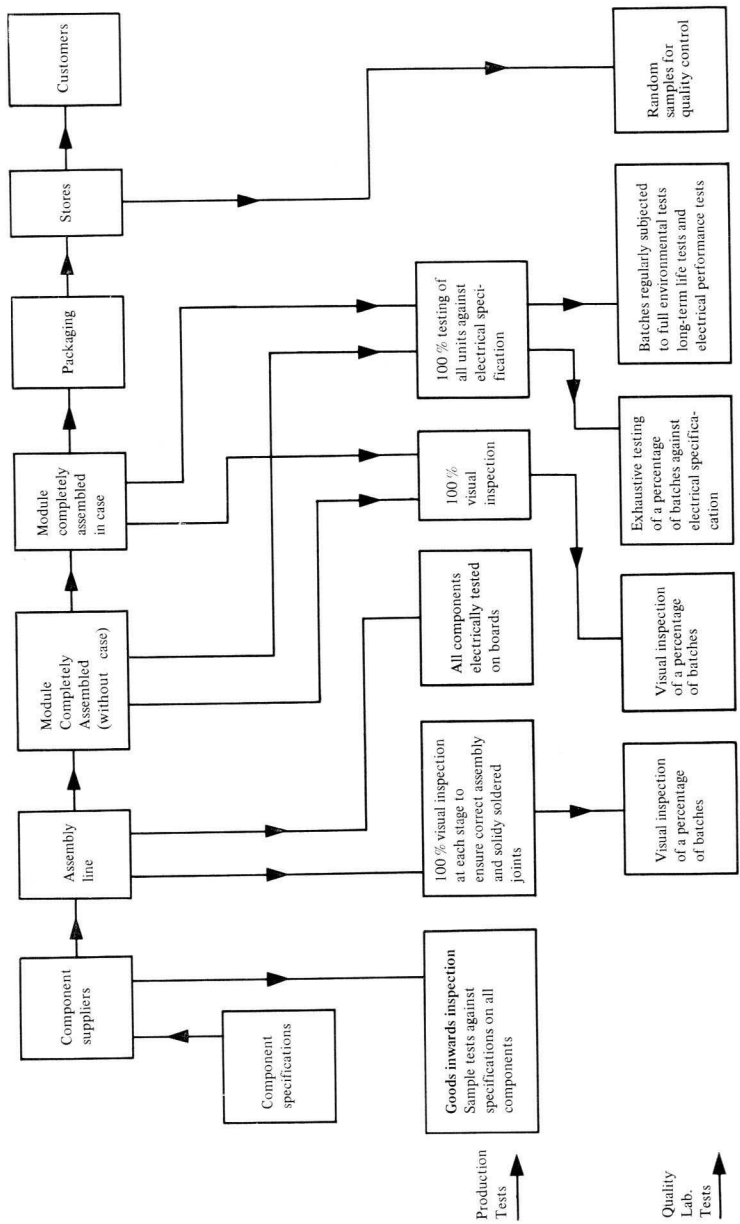 Component
suppliers
Assembly
line
Module
Completely
Assembled
(without case)
Module
completely
assembled
in case
Packaging
Stores
Customers
Component
specifications
Production
Tests
Goods inwards inspection
Sample tests against
specifications on all
components
100 % visual inspection
at each stage to
ensure correct assembly
and solidy soldered
joints
All components
electrically tested
on boards
100 %
visual
inspection
100 % testing of
all units against
electrical speci-
fication
Quality
Lab.
Tests
Visual inspection
of a percentage
of batches
Visual inspection
of a percentage
of batches
Exhaustive testing
of a percentage
of batches against
electrical specifica-
cation
Batches regularly subjected
to full environmental tests
long-term life tests and
electrical performance tests
Random
samples for
quality control